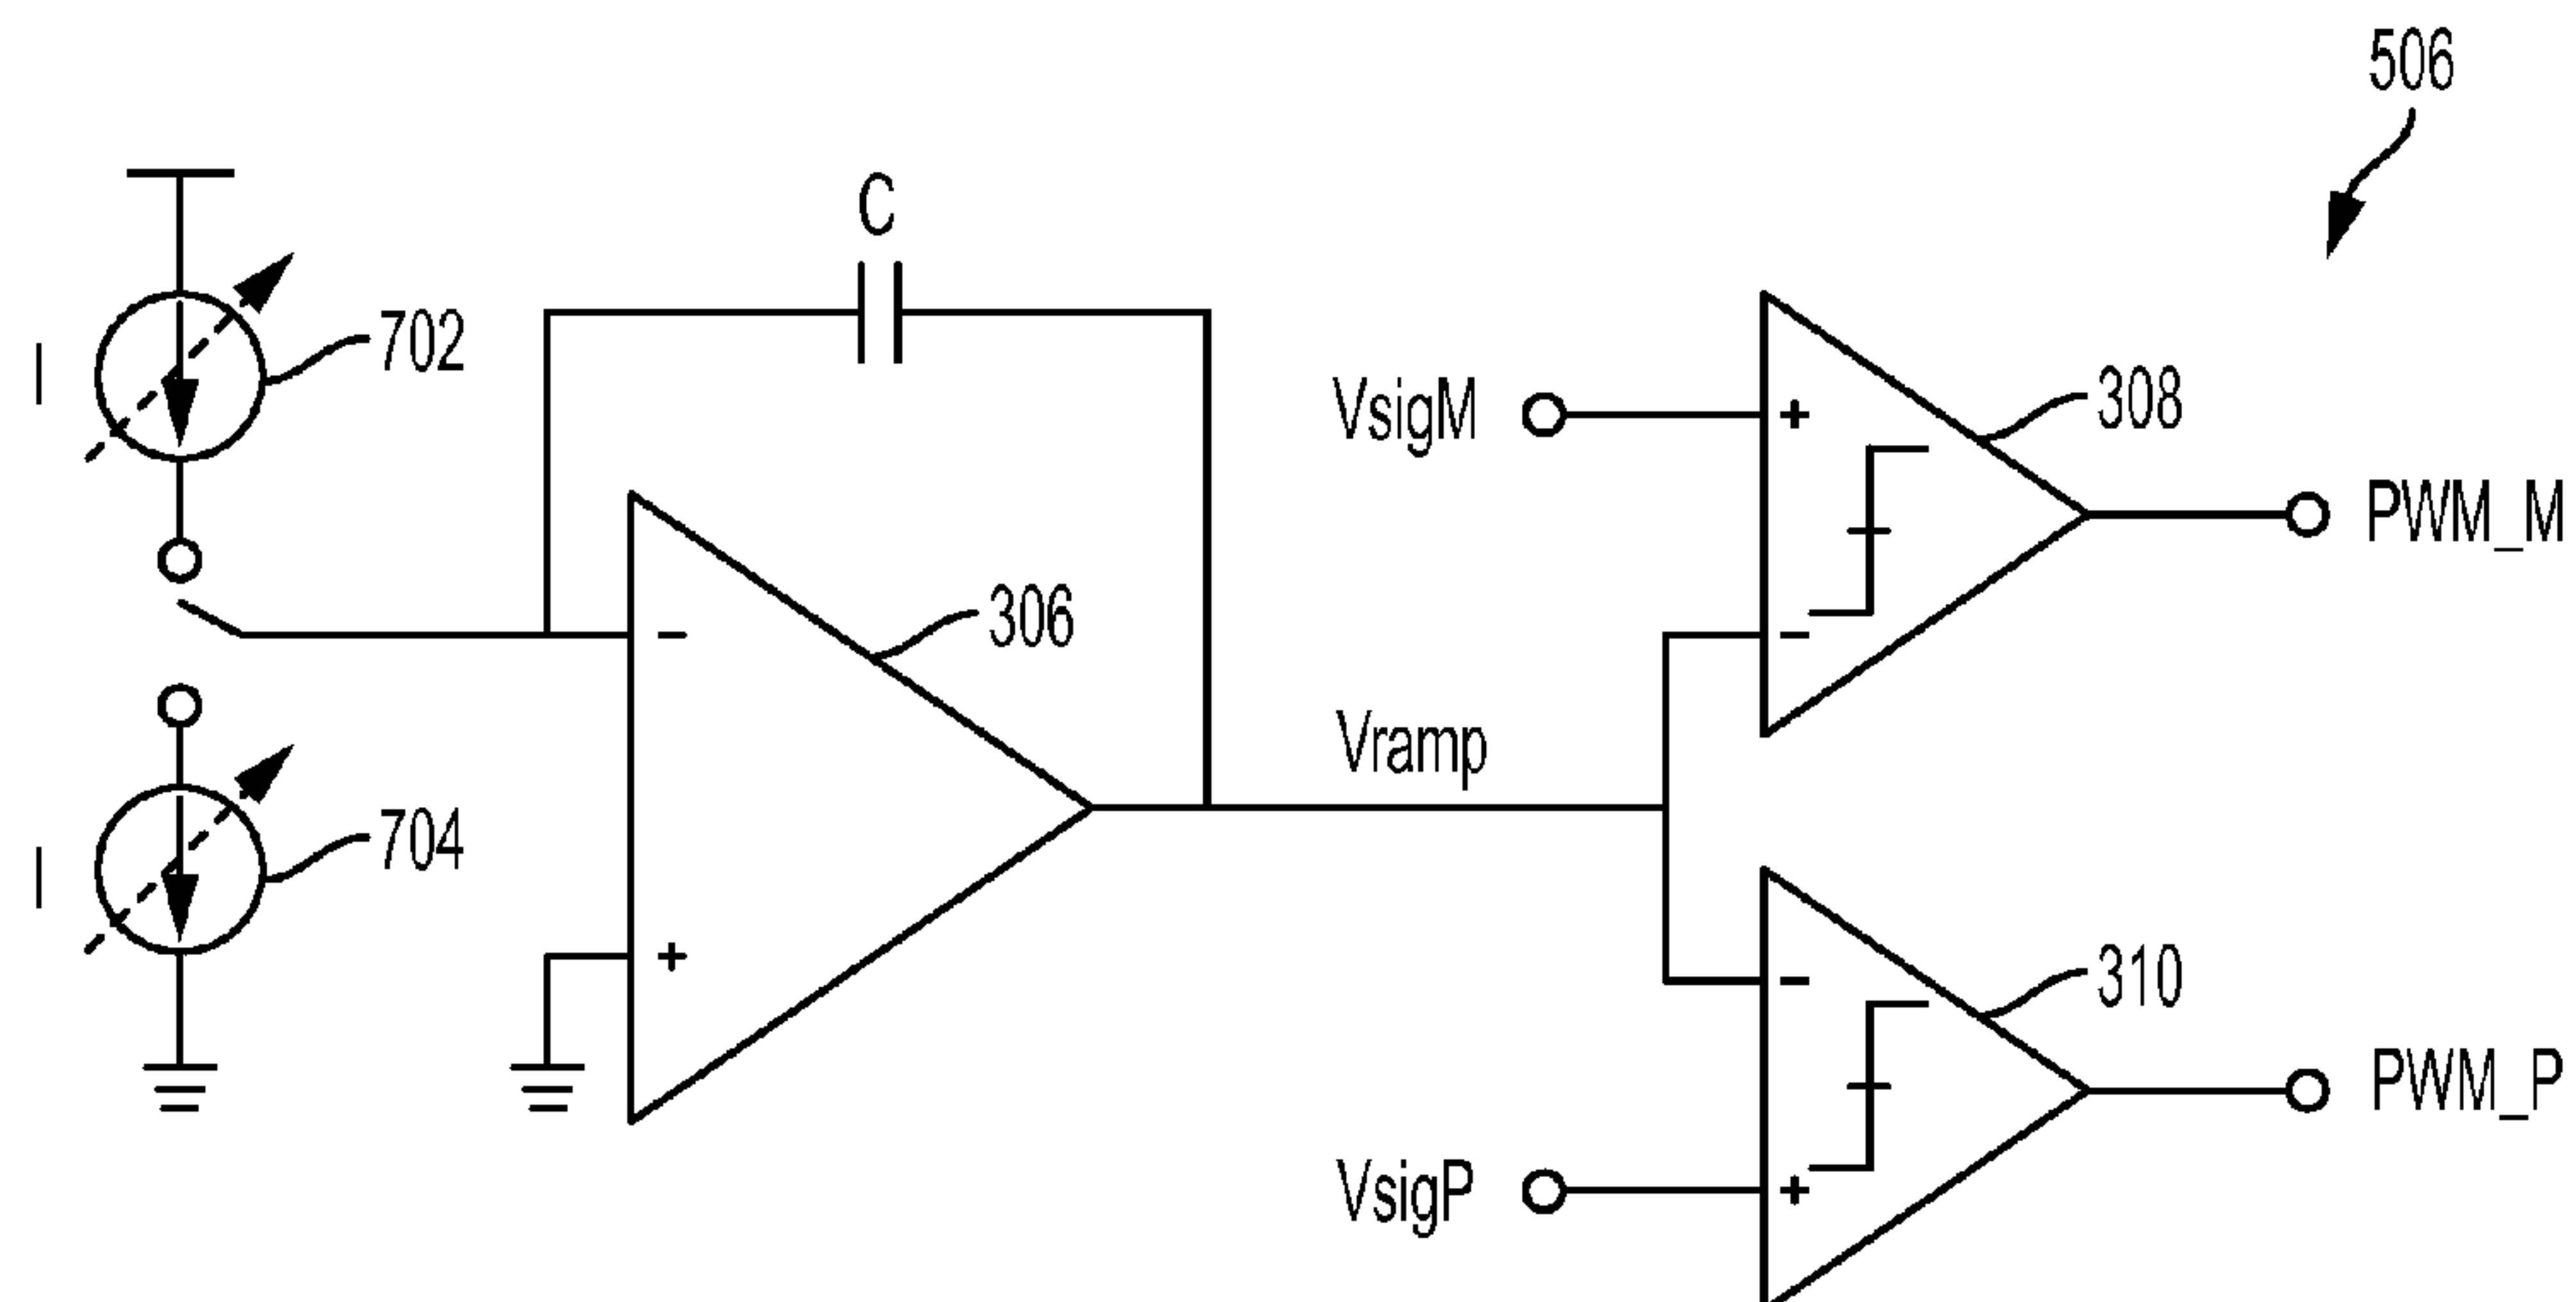 506
C
I
702
VsigM
+
308
PWM_M
306
-
-
Vramp
I
704
+
-
310
VsigP
+
PWM_P